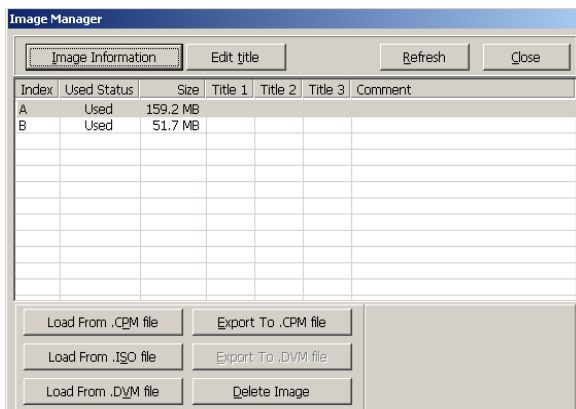 Image Manager
Image Information Edit title Refresh Close
Index Used Status Size Title 1 Title 2 Title 3 Comment
A Used 159.2 MB
B Used 51.7 MB
Load From .CPM file Export To .CPM file
Load From .ISO file Export To .DVM file
Load From .DVM file Delete Image